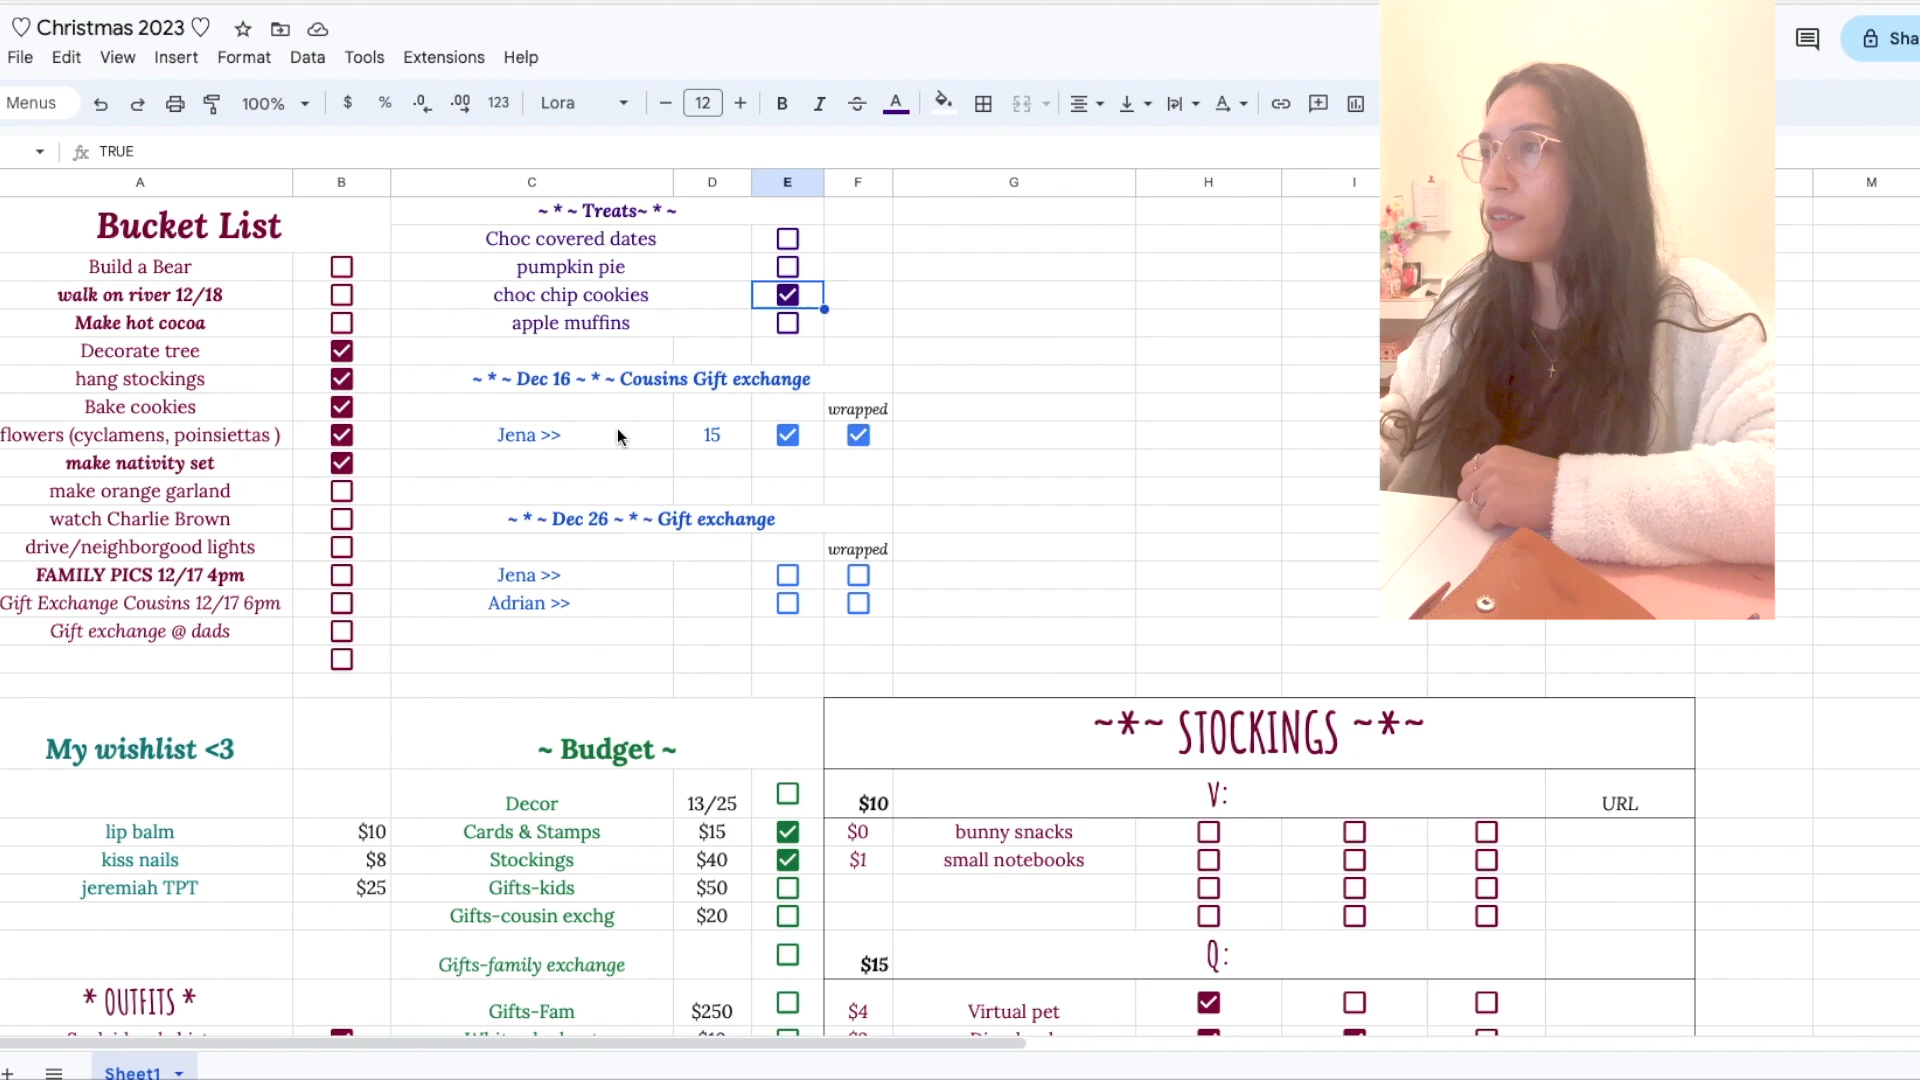 ♡ Christmas 2023 ♡
File Edit View Insert Format Data Tools Extensions Help
Sha
Menus 100% $ % .0 .00 123 Lora 12 B I A
fx TRUE
A B C D E F G H I M
Bucket List
~ * ~ Treats~ * ~
Choc covered dates
Build a Bear pumpkin pie
walk on river 12/18 choc chip cookies
Make hot cocoa apple muffins
Decorate tree
hang stockings ~ * ~ Dec 16 ~ * ~ Cousins Gift exchange
Bake cookies wrapped
flowers (cyclamens, poinsiettas ) Jena >> 15
make nativity set
make orange garland
watch Charlie Brown ~ * ~ Dec 26 ~ * ~ Gift exchange
drive/neighborgood lights wrapped
FAMILY PICS 12/17 4pm Jena >>
Gift Exchange Cousins 12/17 6pm Adrian >>
Gift exchange @ dads
~*~ STOCKINGS ~*~
My wishlist <3 ~ Budget ~
Decor 13/25 $10 V: URL
lip balm $10 Cards & Stamps $15 $0 bunny snacks
kiss nails $8 Stockings $40 $1 small notebooks
jeremiah TPT $25 Gifts-kids $50
Gifts-cousin exchg $20
Gifts-family exchange $15 Q:
* OUTFITS * Gifts-Fam $250 $4 Virtual pet
Sheet1